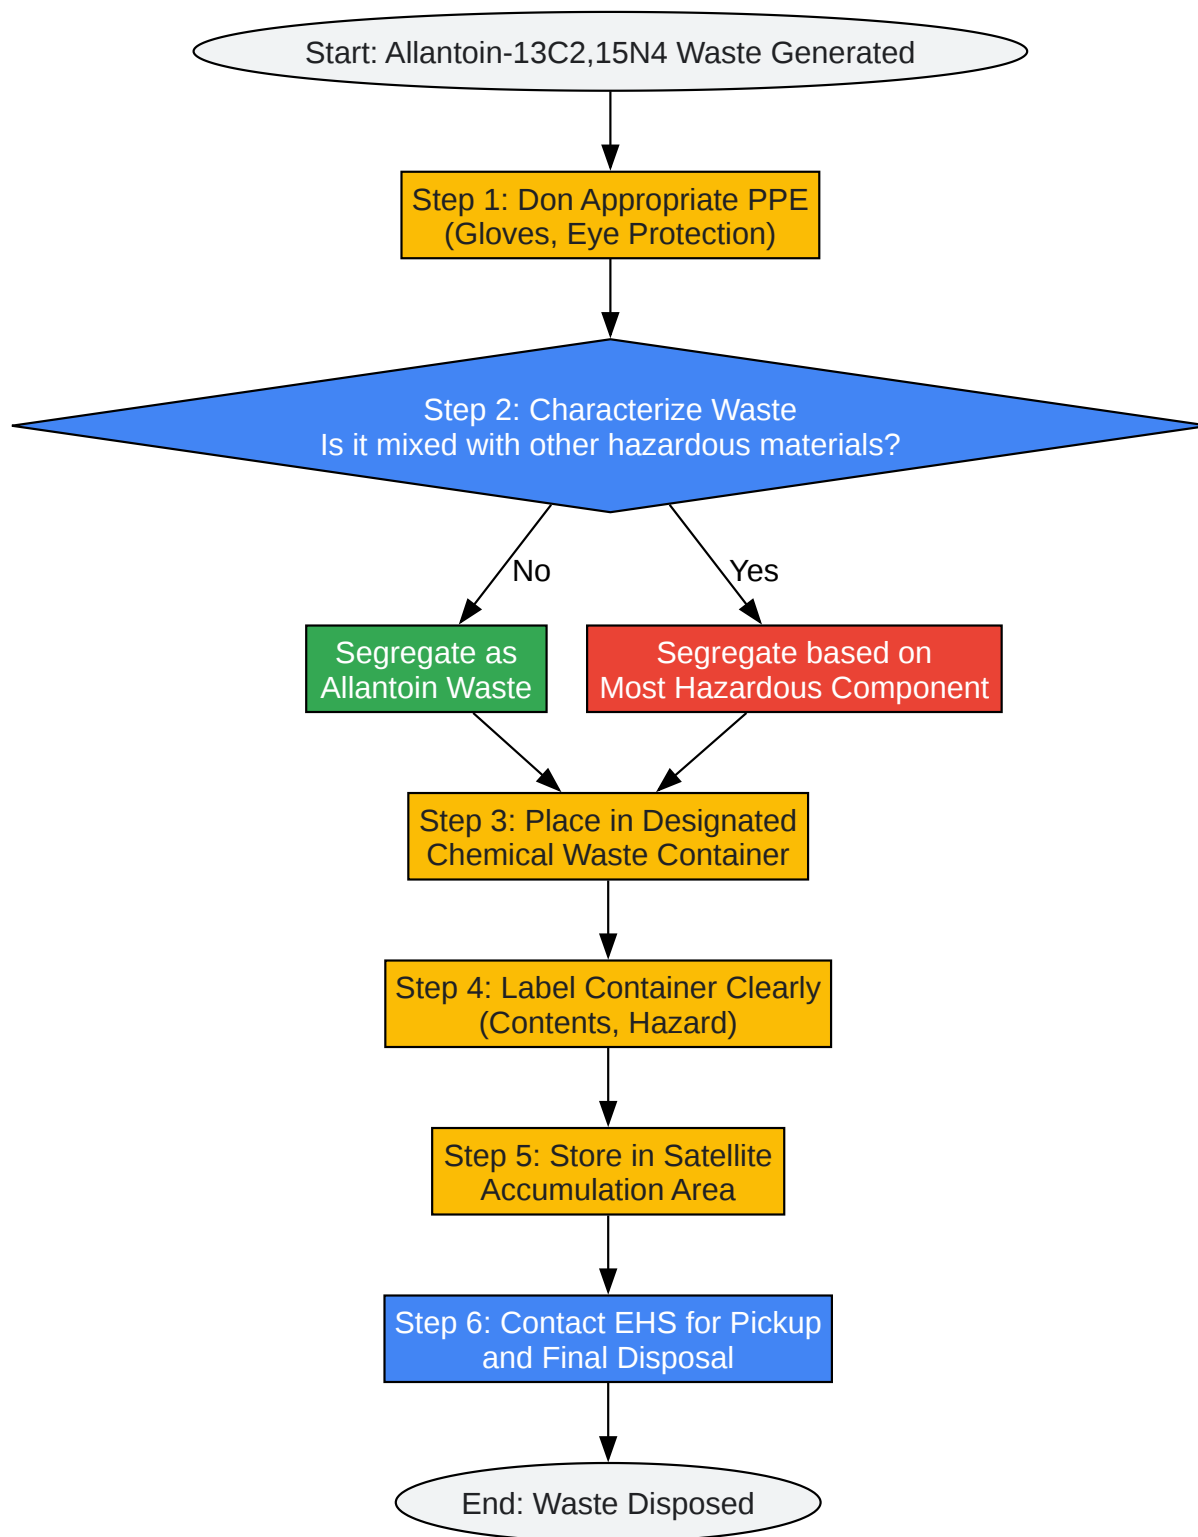 Start: Allantoin-13C2,15N4 Waste Generated
Step 1: Don Appropriate PPE
(Gloves, Eye Protection)
Step 2: Characterize Waste
Is it mixed with other hazardous materials?
No
Yes
Segregate as
Allantoin Waste
Segregate based on
Most Hazardous Component
Step 3: Place in Designated
Chemical Waste Container
Step 4: Label Container Clearly
(Contents, Hazard)
Step 5: Store in Satellite
Accumulation Area
Step 6: Contact EHS for Pickup
and Final Disposal
End: Waste Disposed